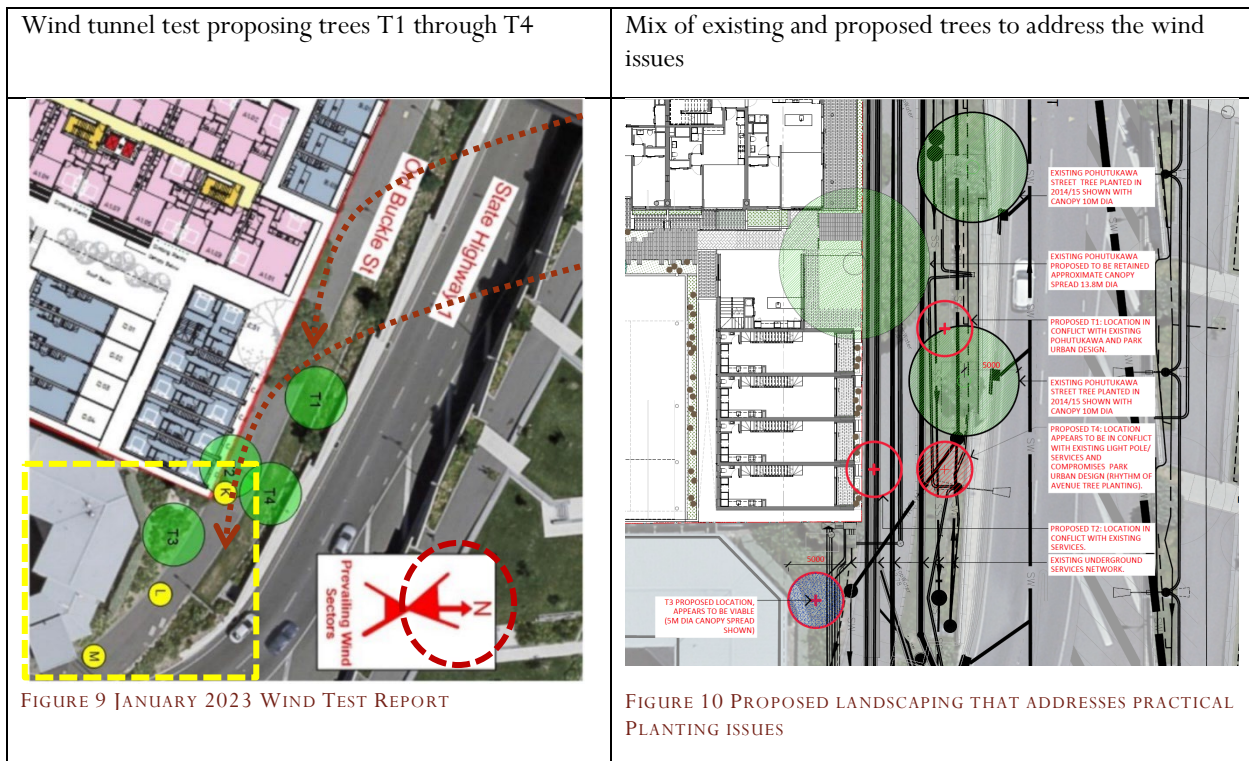 Wind tunnel test proposing trees T1 through T4
Mix of existing and proposed trees to address the wind
issues
Old Buckle St
State Highway 1
T1
T4
T3
K
L
M
N
Prevailing Wind
Sectors
FIGURE 9 JANUARY 2023 WIND TEST REPORT
EXISTING POHUTUKAWA
STREET TREE PLANTED IN
2014/15 SHOWN WITH
CANOPY 10M DIA
EXISTING POHUTUKAWA
PROPOSED TO BE RETAINED
APPROXIMATE CANOPY
SPREAD 13.8M DIA
PROPOSED T1: LOCATION IN
CONFLICT WITH EXISTING
POHUTUKAWA AND PARK
URBAN DESIGN.
5000
EXISTING POHUTUKAWA
STREET TREE PLANTED IN
2014/15 SHOWN WITH
CANOPY 10M DIA
PROPOSED T4: LOCATION
APPEARS TO BE IN CONFLICT
WITH EXISTING LIGHT POLE/
SERVICES AND
COMPROMISES PARK
URBAN DESIGN (RHYTHM OF
AVENUE TREE PLANTING).
PROPOSED T2: LOCATION IN
CONFLICT WITH EXISTING
SERVICES.
EXISTING UNDERGROUND
SERVICES NETWORK.
5000
T3 PROPOSED LOCATION,
APPEARS TO BE VIABLE
(5M DIA CANOPY SPREAD
SHOWN)
SW
SW
SW
SW
FIGURE 10 PROPOSED LANDSCAPING THAT ADDRESSES PRACTICAL
PLANTING ISSUES